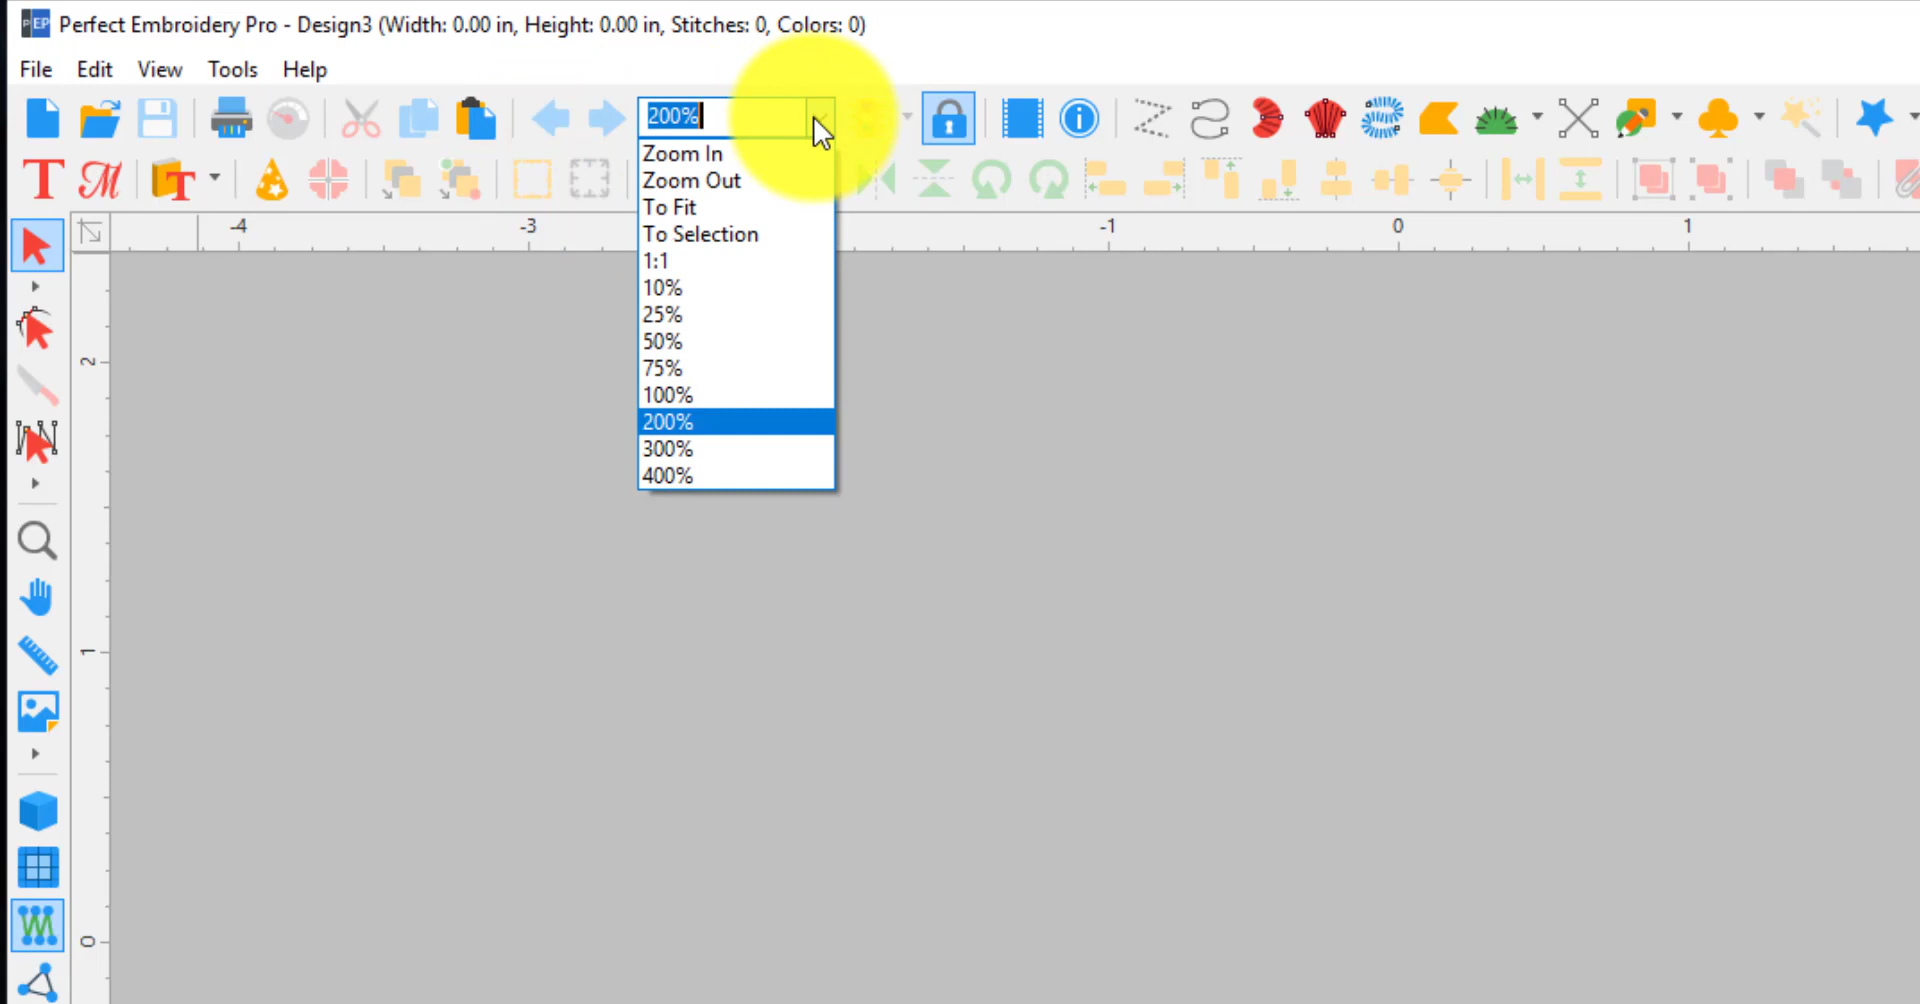 PEP Perfect Embroidery Pro - Design3 (Width: 0.00 in, Height: 0.00 in, Stitches: 0, Colors: 0)
File Edit View Tools Help
200%
T M T
Zoom In
Zoom Out
To Fit
To Selection
1:1
10%
25%
50%
75%
100%
200%
300%
400%
-4 -3 -1 0 1
2
1
0